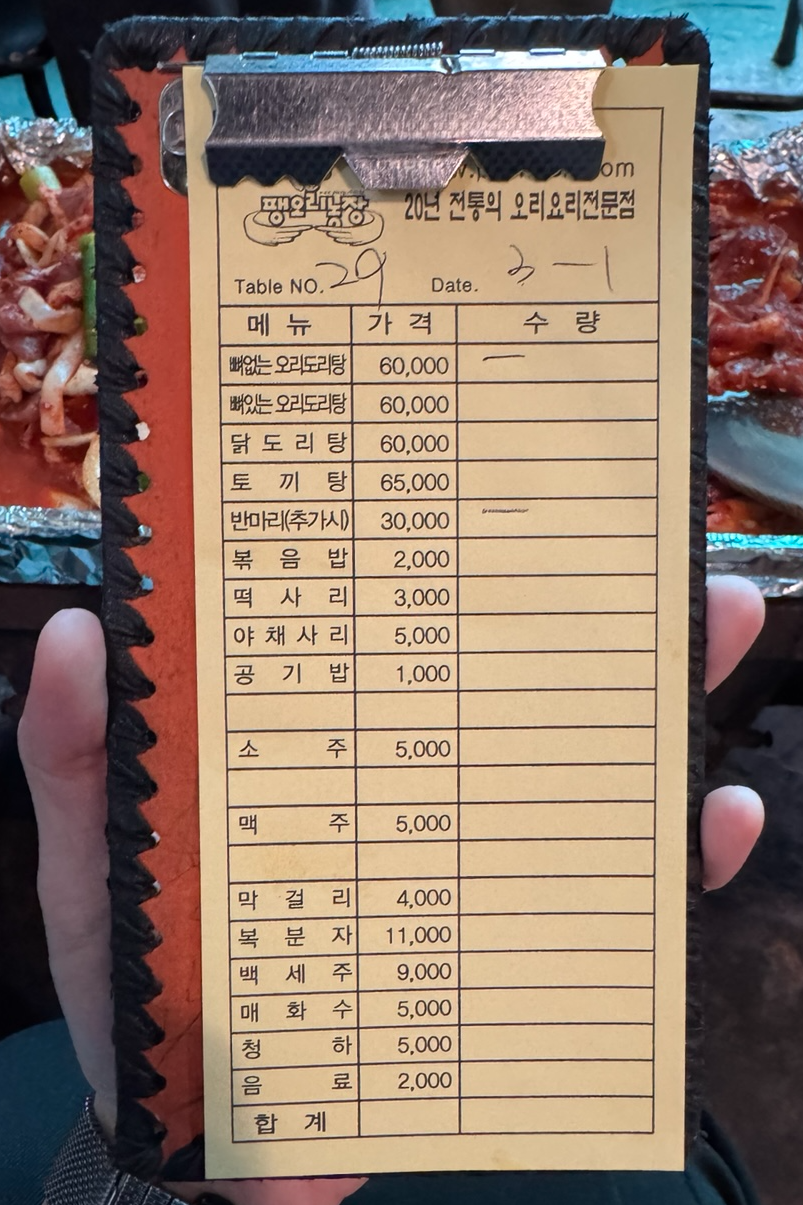 20년 전통의 오리요리전문점
Table NO. 29 Date. 3-1
메뉴 가격 수량
뼈없는 오리도리탕 60,000 一
뼈있는 오리도리탕 60,000
닭도리탕 60,000
토끼탕 65,000
반마리(추가시) 30,000 一
볶음밥 2,000
떡사리 3,000
야채사리 5,000
공기밥 1,000
소주 5,000
맥주 5,000
막걸리 4,000
복분자 11,000
백세주 9,000
매화수 5,000
청하 5,000
음료 2,000
합계